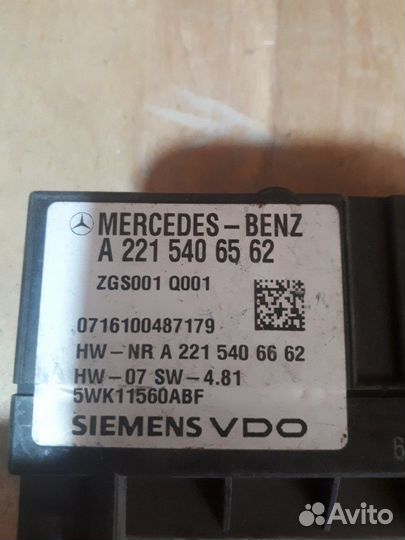 MERCEDES-BENZ
A 221 540 65 62
ZGS001 Q001
0716100487179
HW-NR A 221 540 66 62
HW-07 SW-4.81
5WK11560ABF
SIEMENS VDO
6
Avito